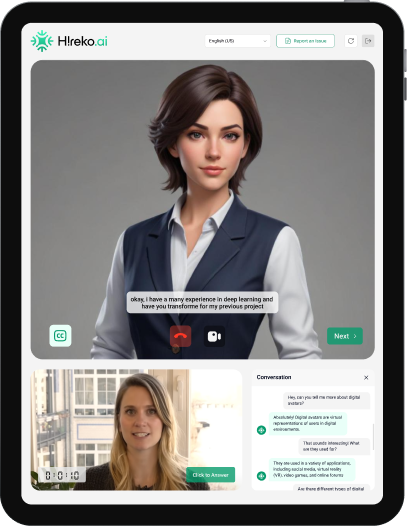 H!reko.ai
English (US)
Report an issue
okay, i have a many experience in deep learning and
have you transforme for my previous project
CC
Next
0:0:10
Click to Answer
Conversation
Hey, can you tell me more about digital
avatars?
Absolutely! Digital avatars are virtual
representations of users in digital
environments.
That sounds interesting! What
are they used for?
They are used in a variety of applications,
including social media, virtual reality
(VR), video games, and online forums.
Are there different types of digital